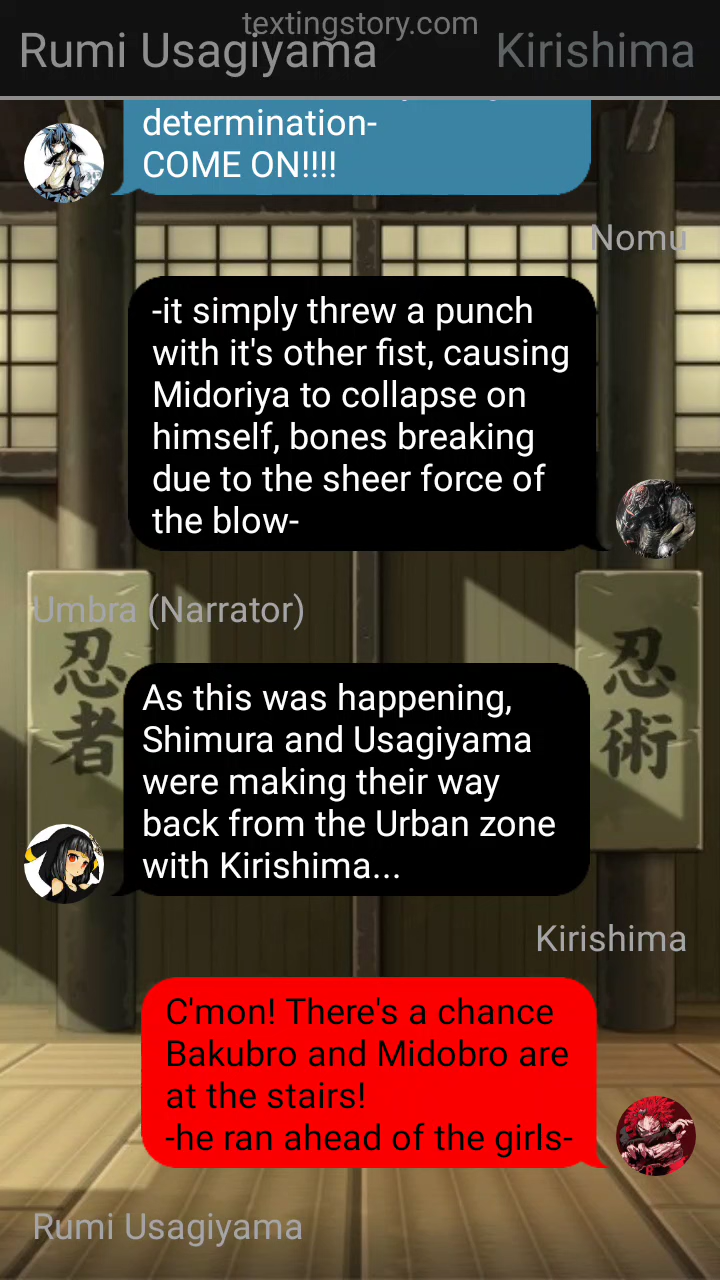 textingstory.com
Rumi Usagiyama
Kirishima
determination-
COME ON!!!!
Nomu
-it simply threw a punch
with it's other fist, causing
Midoriya to collapse on
himself, bones breaking
due to the sheer force of
the blow-
Umbra (Narrator)
忍者
忍術
As this was happening,
Shimura and Usagiyama
were making their way
back from the Urban zone
with Kirishima...
Kirishima
C'mon! There's a chance
Bakubro and Midobro are
at the stairs!
-he ran ahead of the girls-
Rumi Usagiyama